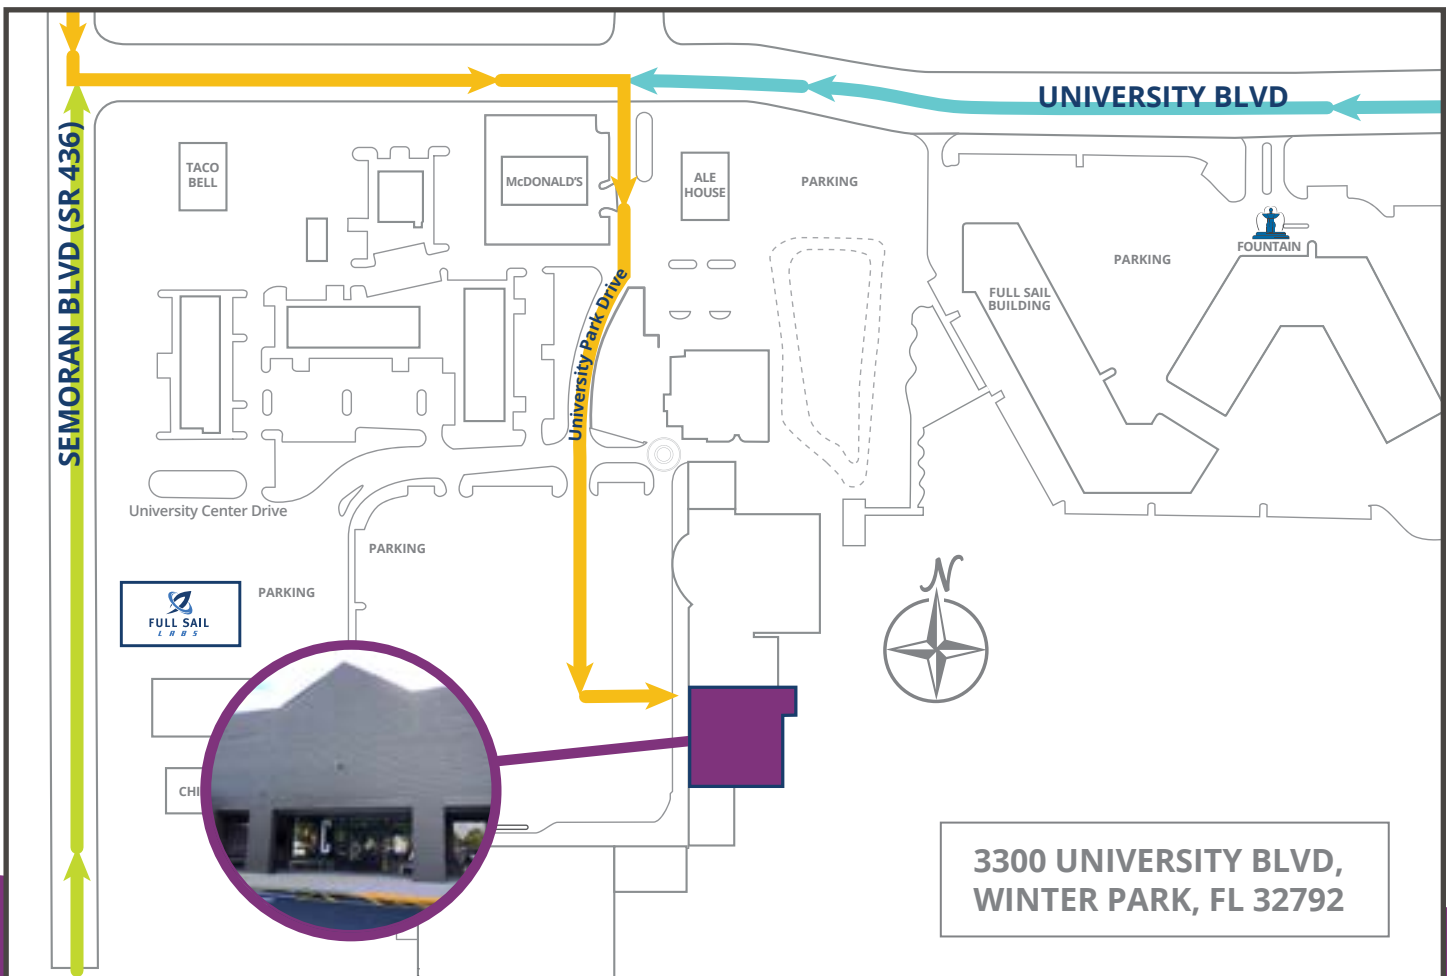 UNIVERSITY BLVD
SEMORAN BLVD (SR 436)
TACO
BELL
McDONALD'S
ALE
HOUSE
PARKING
FOUNTAIN
PARKING
FULL SAIL
BUILDING
University Park Drive
University Center Drive
PARKING
PARKING
FULL SAIL
LABS
N
CHI
3300 UNIVERSITY BLVD,
WINTER PARK, FL 32792